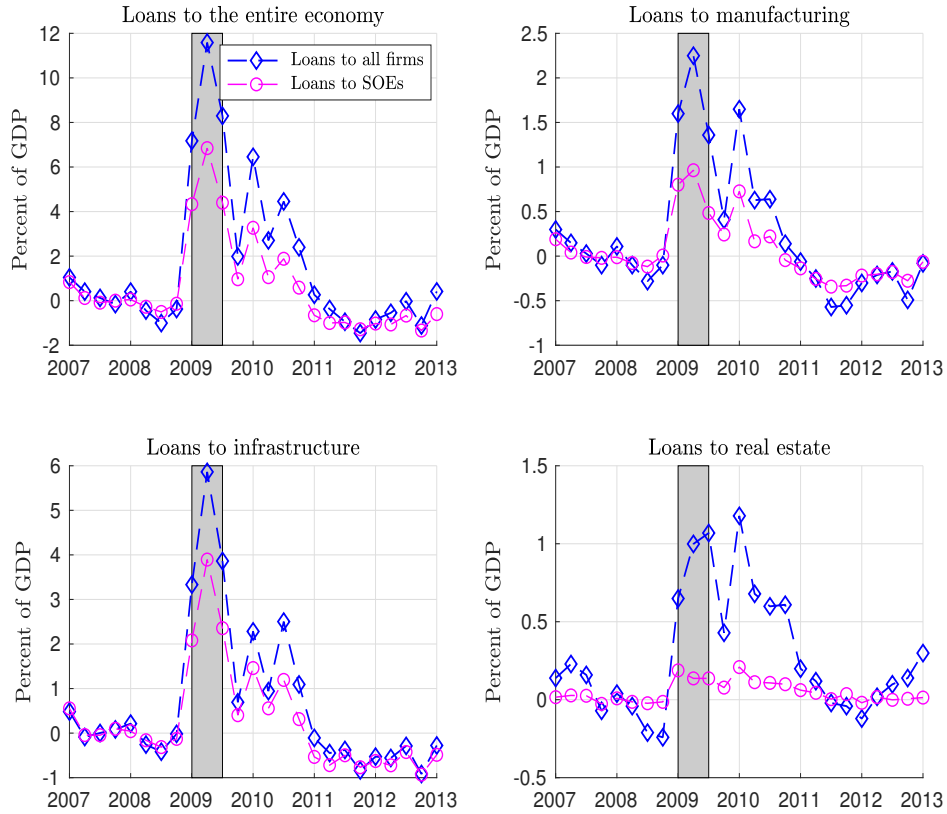 Loans to the entire economy
Percent of GDP
12
10
8
6
4
2
0
-2
2007 2008 2009 2010 2011 2012 2013
Loans to all firms
Loans to SOEs
Loans to manufacturing
Percent of GDP
2.5
2
1.5
1
0.5
0
-0.5
-1
2007 2008 2009 2010 2011 2012 2013
Loans to infrastructure
Percent of GDP
6
5
4
3
2
1
0
-1
2007 2008 2009 2010 2011 2012 2013
Loans to real estate
Percent of GDP
1.5
1
0.5
0
-0.5
2007 2008 2009 2010 2011 2012 2013